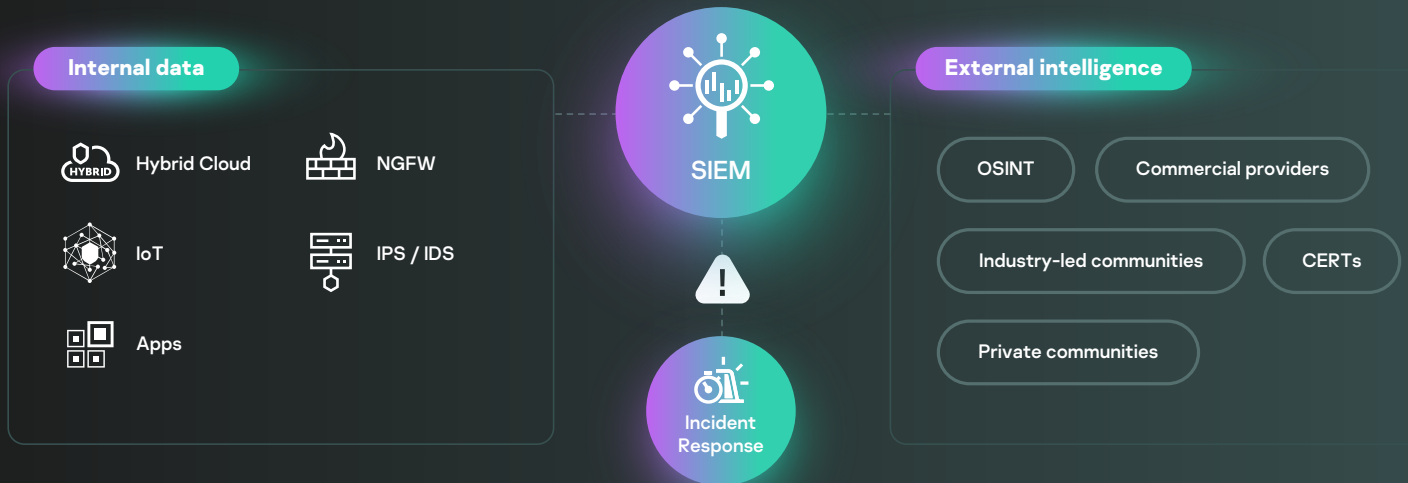 Internal data
HYBRID
Hybrid Cloud
NGFW
IoT
IPS / IDS
Apps
SIEM
!
Incident
Response
External intelligence
OSINT
Commercial providers
Industry-led communities
CERTs
Private communities